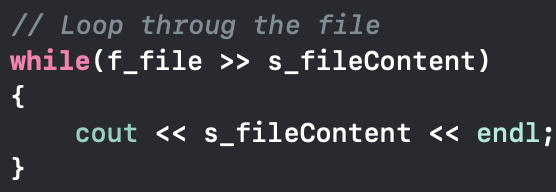 // Loop throug the file
while(f_file >> s_fileContent)
{
    cout << s_fileContent << endl;
}